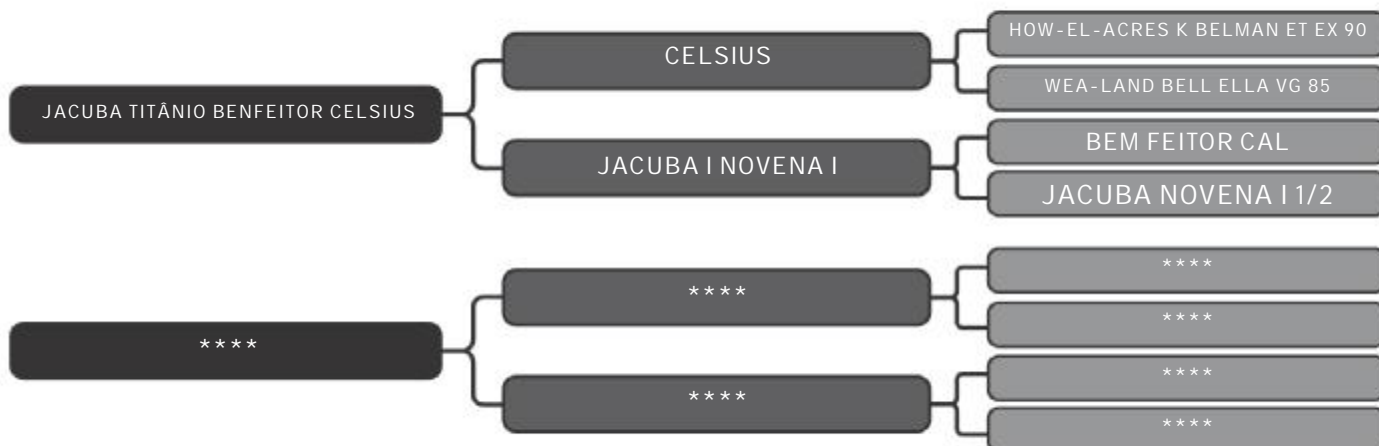 JACUBA TITÂNIO BENFEITOR CELSIUS
CELSIUS
HOW-EL-ACRES K BELMAN ET EX 90
WEA-LAND BELL ELLA VG 85
JACUBA I NOVENA I
BEM FEITOR CAL
JACUBA NOVENA I 1/2
****
****
****
****
****
****
****